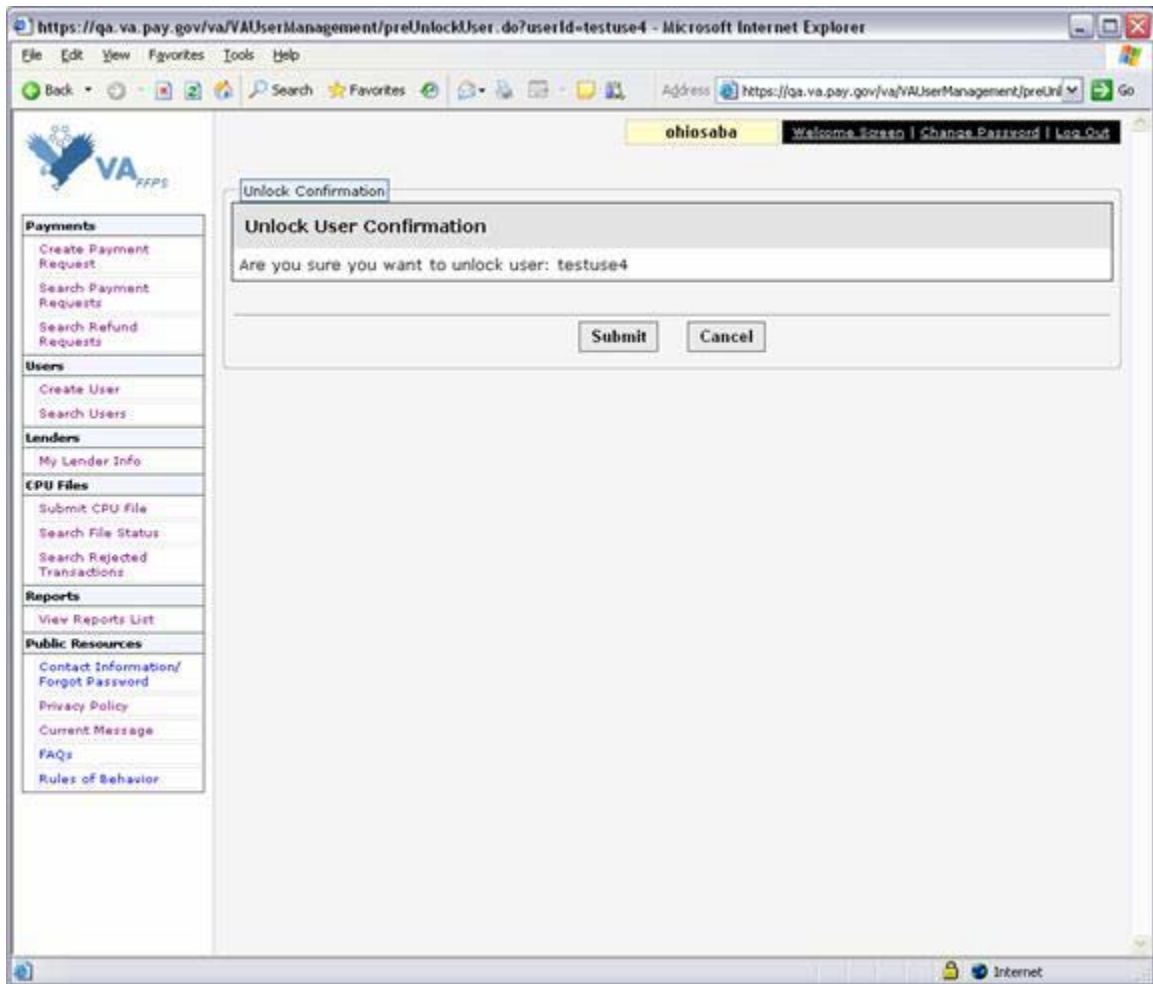 https://qa.va.pay.gov/va/VAUserManagement/preUnlockUser.do?userId=testuse4 - Microsoft Internet Explorer
File Edit View Favorites Tools Help
Back Search Favorites Address https://qa.va.pay.gov/va/VAUserManagement/preUnl Go
ohiosaba Welcome Screen | Change Password | Log Out
VA FFPS
Unlock Confirmation
Unlock User Confirmation
Are you sure you want to unlock user: testuse4
Submit Cancel
Payments
Create Payment
Request
Search Payment
Requests
Search Refund
Requests
Users
Create User
Search Users
Lenders
My Lender Info
CPU Files
Submit CPU File
Search File Status
Search Rejected
Transactions
Reports
View Reports List
Public Resources
Contact Information/
Forgot Password
Privacy Policy
Current Message
FAQs
Rules of Behavior
Internet